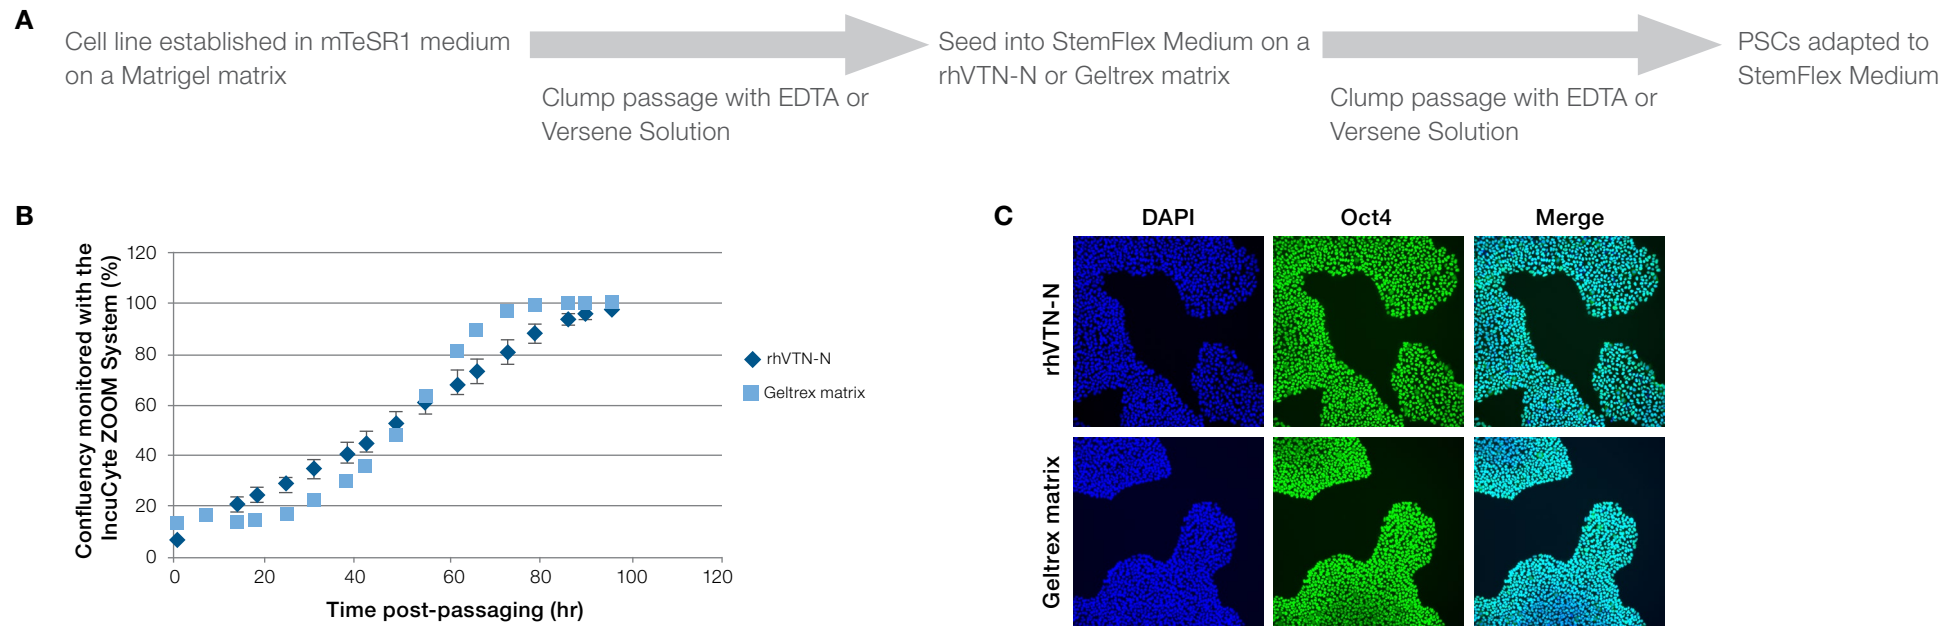 A
Cell line established in mTeSR1 medium
on a Matrigel matrix
Clump passage with EDTA or
Versene Solution
Seed into StemFlex Medium on a
rhVTN-N or Geltrex matrix
Clump passage with EDTA or
Versene Solution
PSCs adapted to
StemFlex Medium
B
Confluency monitored with the
IncuCyte ZOOM System (%)
120
100
80
60
40
20
0
0 20 40 60 80 100 120
Time post-passaging (hr)
rhVTN-N
Geltrex matrix
C
DAPI Oct4 Merge
rhVTN-N
Geltrex matrix